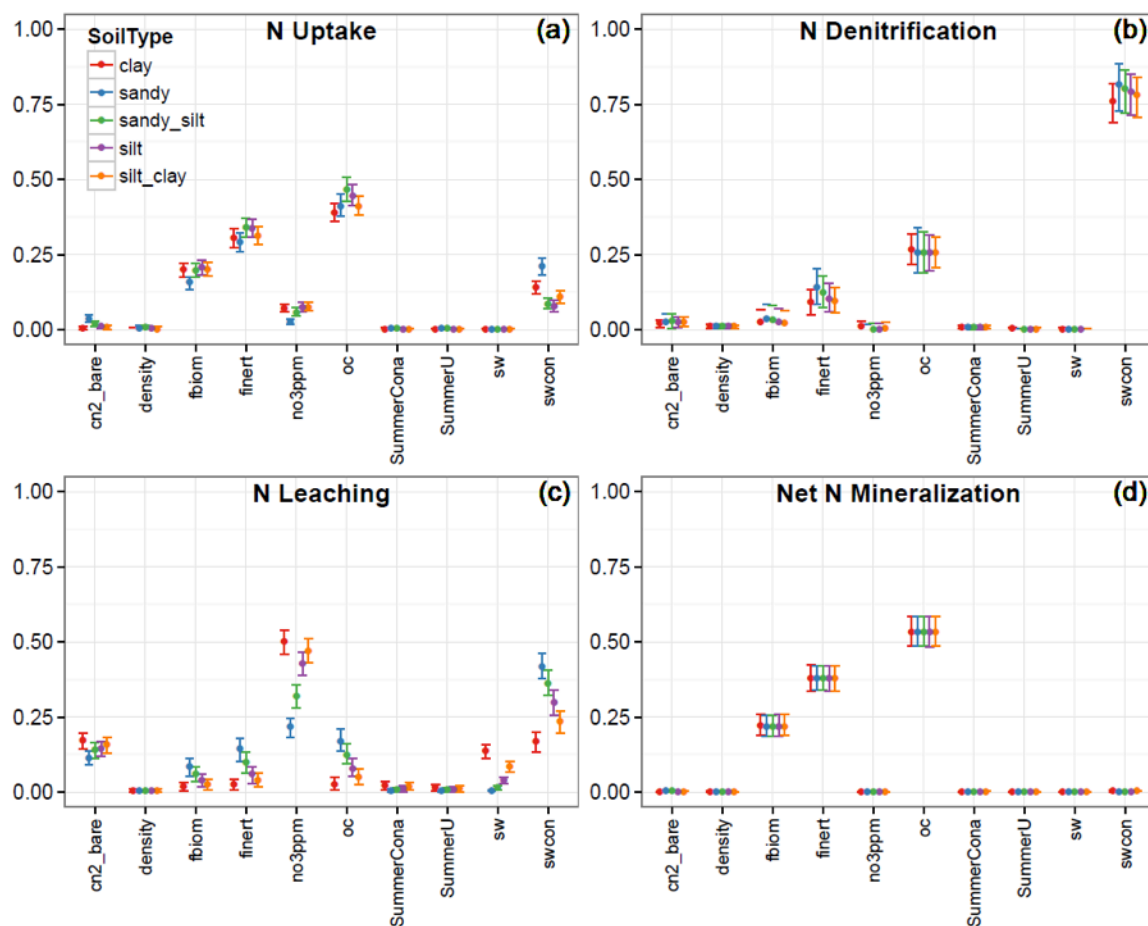 N Uptake (a)
SoilType
clay
sandy
sandy_silt
silt
silt_clay
1.00
0.75
0.50
0.25
0.00
cn2_bare
density
fbiom
finert
no3ppm
oc
SummerCona
SummerU
sw
swcon
N Denitrification (b)
1.00
0.75
0.50
0.25
0.00
cn2_bare
density
fbiom
finert
no3ppm
oc
SummerCona
SummerU
sw
swcon
N Leaching (c)
1.00
0.75
0.50
0.25
0.00
cn2_bare
density
fbiom
finert
no3ppm
oc
SummerCona
SummerU
sw
swcon
Net N Mineralization (d)
1.00
0.75
0.50
0.25
0.00
cn2_bare
density
fbiom
finert
no3ppm
oc
SummerCona
SummerU
sw
swcon